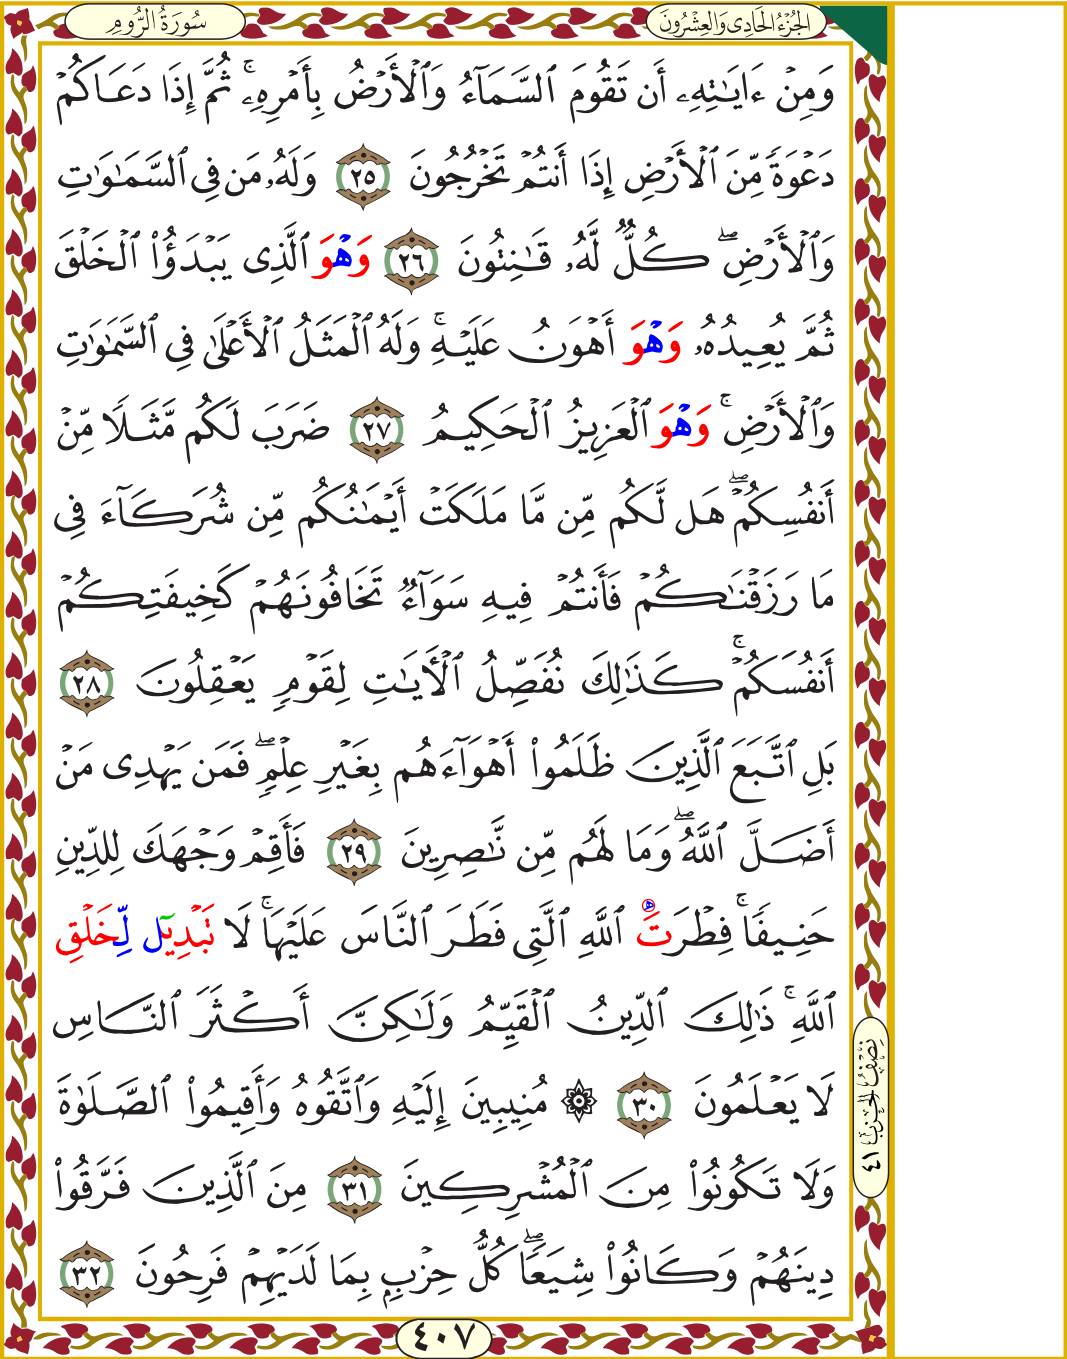 سُورَةُ الرُّومِ
الجُزْءُ الحَادِى وَالعِشْرُونَ
وَمِنْ ءَايَٰتِهِۦٓ أَن تَقُومَ ٱلسَّمَآءُ وَٱلْأَرْضُ بِأَمْرِهِۦۚ ثُمَّ إِذَا دَعَاكُمْ
دَعْوَةً مِّنَ ٱلْأَرْضِ إِذَآ أَنتُمْ تَخْرُجُونَ ٢٥ وَلَهُۥ مَن فِى ٱلسَّمَٰوَٰتِ
وَٱلْأَرْضِۖ كُلٌّ لَّهُۥ قَٰنِتُونَ ٢٦ وَهْوَ ٱلَّذِى يَبْدَؤُا۟ ٱلْخَلْقَ
ثُمَّ يُعِيدُهُۥ وَهْوَ أَهْوَنُ عَلَيْهِۚ وَلَهُ ٱلْمَثَلُ ٱلْأَعْلَىٰ فِى ٱلسَّمَٰوَٰتِ
وَٱلْأَرْضِۚ وَهْوَ ٱلْعَزِيزُ ٱلْحَكِيمُ ٢٧ ضَرَبَ لَكُم مَّثَلًا مِّنْ
أَنفُسِكُمْۖ هَل لَّكُم مِّن مَّا مَلَكَتْ أَيْمَٰنُكُم مِّن شُرَكَآءَ فِى
مَا رَزَقْنَٰكُمْ فَأَنتُمْ فِيهِ سَوَآءٌ تَخَافُونَهُمْ كَخِيفَتِكُمْ
أَنفُسَكُمْۚ كَذَٰلِكَ نُفَصِّلُ ٱلْأَيَٰتِ لِقَوْمٍ يَعْقِلُونَ ٢٨
بَلِ ٱتَّبَعَ ٱلَّذِينَ ظَلَمُوٓا۟ أَهْوَآءَهُم بِغَيْرِ عِلْمٍۖ فَمَن يَهْدِى مَنْ
أَضَلَّ ٱللَّهُۖ وَمَا لَهُم مِّن نَّٰصِرِينَ ٢٩ فَأَقِمْ وَجْهَكَ لِلدِّينِ
حَنِيفًاۚ فِطْرَتَ ٱللَّهِ ٱلَّتِى فَطَرَ ٱلنَّاسَ عَلَيْهَاۚ لَا تَبْدِيٓل لِّخَلْقِ
ٱللَّهِۚ ذَٰلِكَ ٱلدِّينُ ٱلْقَيِّمُ وَلَٰكِنَّ أَكْثَرَ ٱلنَّاسِ
لَا يَعْلَمُونَ ٣٠ ۞ مُنِيبِينَ إِلَيْهِ وَٱتَّقُوهُ وَأَقِيمُوا۟ ٱلصَّلَوٰةَ
وَلَا تَكُونُوا۟ مِنَ ٱلْمُشْرِكِينَ ٣١ مِنَ ٱلَّذِينَ فَرَّقُوا۟
دِينَهُمْ وَكَانُوا۟ شِيَعًاۖ كُلُّ حِزْبٍۭ بِمَا لَدَيْهِمْ فَرِحُونَ ٣٢
نِصْفُ الحِزْبِ ٤١
٤٠٧